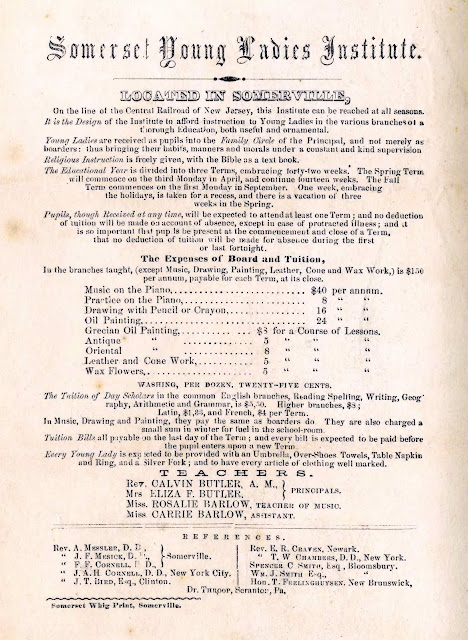 Somerset Young Ladies Institute.
LOCATED IN SOMERVILLE,
On the line of the Central Railroad of New Jersey, this Institute can be reached at all seasons.
It is the Design of the Institute to afford instruction to Young Ladies in the various branches of a
thorough Education, both useful and ornamental.
Young Ladies are received as pupils into the Family Circle of the Principal, and not merely as
boarders: thus bringing their habits, manners and morals under a constant and kind supervision
Religious Instruction is freely given, with the Bible as a text book.
The Educational Year is divided into three Terms, embracing forty-two weeks. The Spring Term
will commence on the third Monday in April, and continue fourteen weeks. The Fall
Term commences on the first Monday in September. One week, embracing
the holidays, is taken for a recess, and there is a vacation of three
weeks in the Spring.
Pupils, though Received at any time, will be expected to attend at least one Term; and no deduction
of tuition will be made on account of absence, except in case of protracted illness; and it
is so important that pupils be present at the commencement and close of a Term,
that no deduction of tuition will be made for absence during the first
or last fortnight.
The Expenses of Board and Tuition,
In the branches taught, (except Music, Drawing, Painting, Leather, Cone and Wax Work,) is $150
per annum, payable for each Term, at its close.
Music on the Piano, $40 per annum.
Practice on the Piano, 8 " "
Drawing with Pencil or Crayon, 16 " "
Oil Painting, 24 " "
Grecian Oil Painting, $8 for a Course of Lessons.
Antique " 5 " " "
Oriental " 8 " " "
Leather and Cone Work, 5 " " "
Wax Flowers, 5 " " "
WASHING, PER DOZEN, TWENTY-FIVE CENTS.
The Tuition of Day Scholars in the common English branches, Reading Spelling, Writing, Geog
raphy, Arithmetic and Grammar, is $5,50. Higher branches, $8;
Latin, $1,33, and French, $4 per Term.
In Music, Drawing and Painting, they pay the same as boarders do. They are also charged a
small sum in winter for fuel in the school-room.
Tuition Bills all payable on the last day of the Term; and every bill is expected to be paid before
the pupil enters upon a new Term.
Every Young Lady is expected to be provided with an Umbrella, Over-Shoes Towels, Table Napkin
and Ring, and a Silver Fork; and to have every article of clothing well marked.
TEACHERS.
Rev. CALVIN BUTLER, A. M.,
Mrs ELIZA F. BUTLER, } PRINCIPALS.
Miss. ROSALIE BARLOW, TEACHER OF MUSIC.
Miss. CARRIE BARLOW, ASSISTANT.
REFERENCES.
Rev. A. MESSLER, D. D.,
" J. F. MESICK, D. D., } Somerville.
" F. F. CORNELL, D. D.,
" J. A. H. CORNELL, D. D., New York City.
" J. T. BIRD, Esq., Clinton.
Rev. E. R. CRAVEN, Newark.
" T. W. CHAMBERS, D. D., New York.
SPENCER C SMITH, Esq., Bloomsbury.
WM. J. SMITH Esq., "
HON. T. FRELINGHUYSEN, New Brunswick,
Dr. THROOP, Scranton, Pa.
Somerset Whig Print, Somerville.